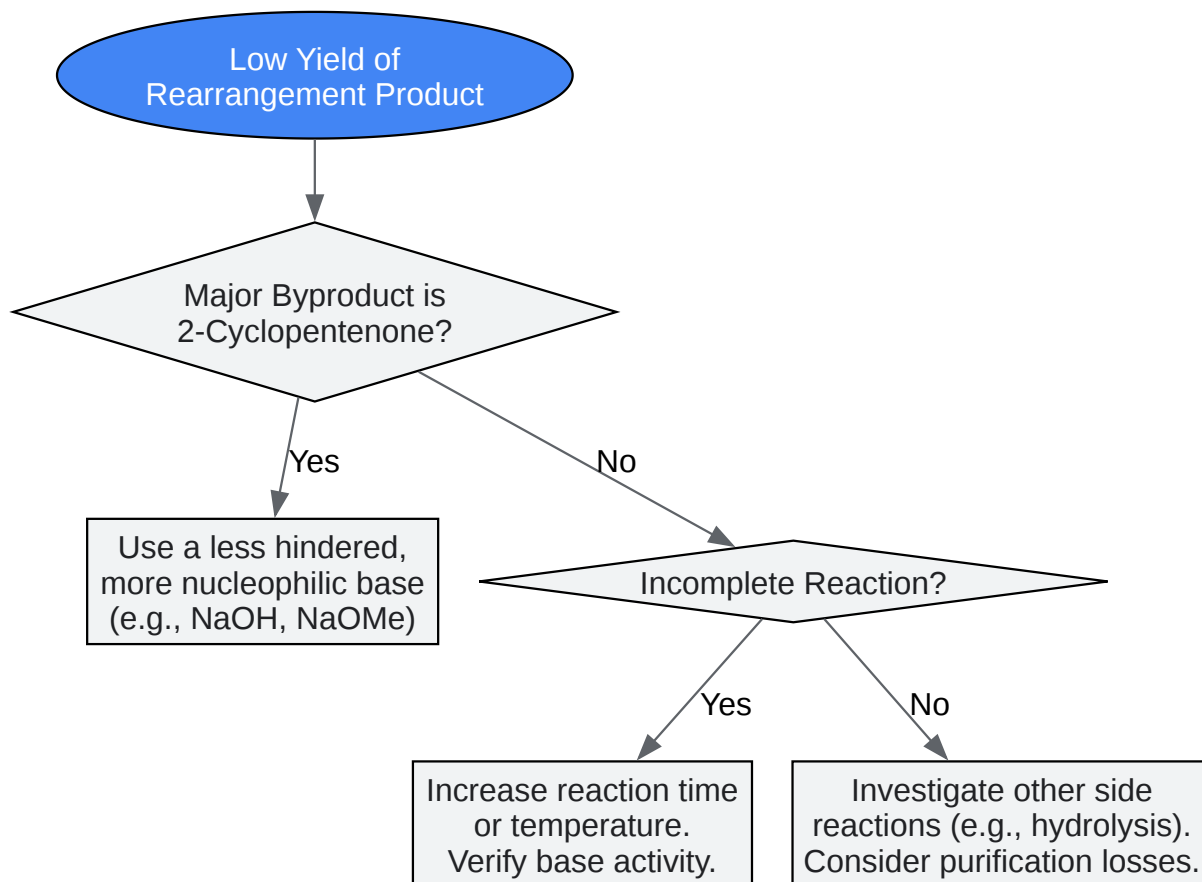 Low Yield of
Rearrangement Product
Major Byproduct is
2-Cyclopentenone?
Yes
No
Use a less hindered,
more nucleophilic base
(e.g., NaOH, NaOMe)
Incomplete Reaction?
Yes
No
Increase reaction time
or temperature.
Verify base activity.
Investigate other side
reactions (e.g., hydrolysis).
Consider purification losses.